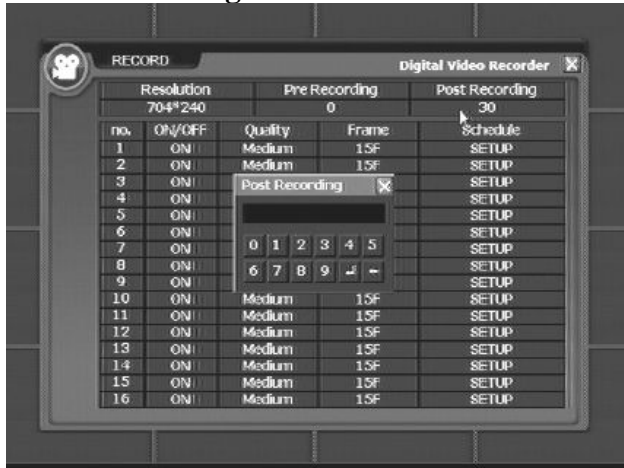 RECORD
Digital Video Recorder X
Resolution Pre Recording Post Recording
704*240 0 30
no. ON/OFF Quality Frame Schedule
1 ON Medium 15F SETUP
2 ON Medium 15F SETUP
3 ON SETUP
4 ON SETUP
5 ON SETUP
6 ON SETUP
7 ON SETUP
8 ON SETUP
9 ON SETUP
10 ON Medium 15F SETUP
11 ON Medium 15F SETUP
12 ON Medium 15F SETUP
13 ON Medium 15F SETUP
14 ON Medium 15F SETUP
15 ON Medium 15F SETUP
16 ON Medium 15F SETUP
Post Recording X
0 1 2 3 4 5
6 7 8 9